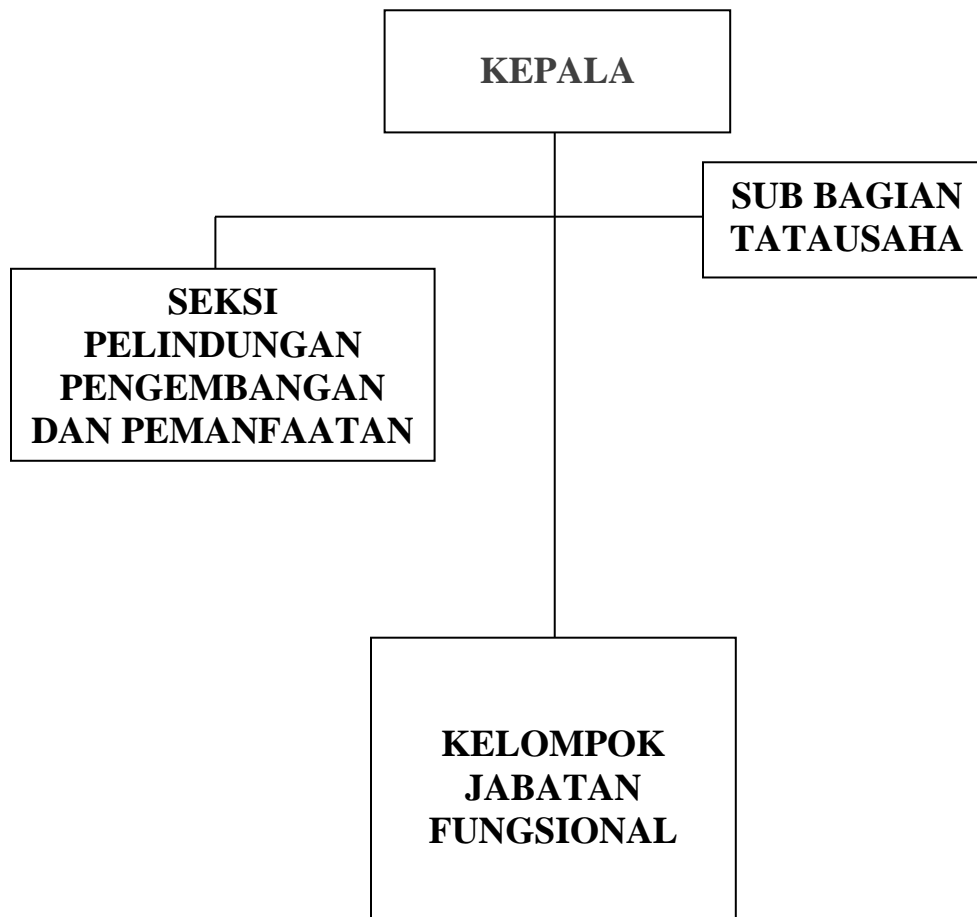 KEPALA
SUB BAGIAN
TATAUSAHA
SEKSI
PELINDUNGAN
PENGEMBANGAN
DAN PEMANFAATAN
KELOMPOK
JABATAN
FUNGSIONAL